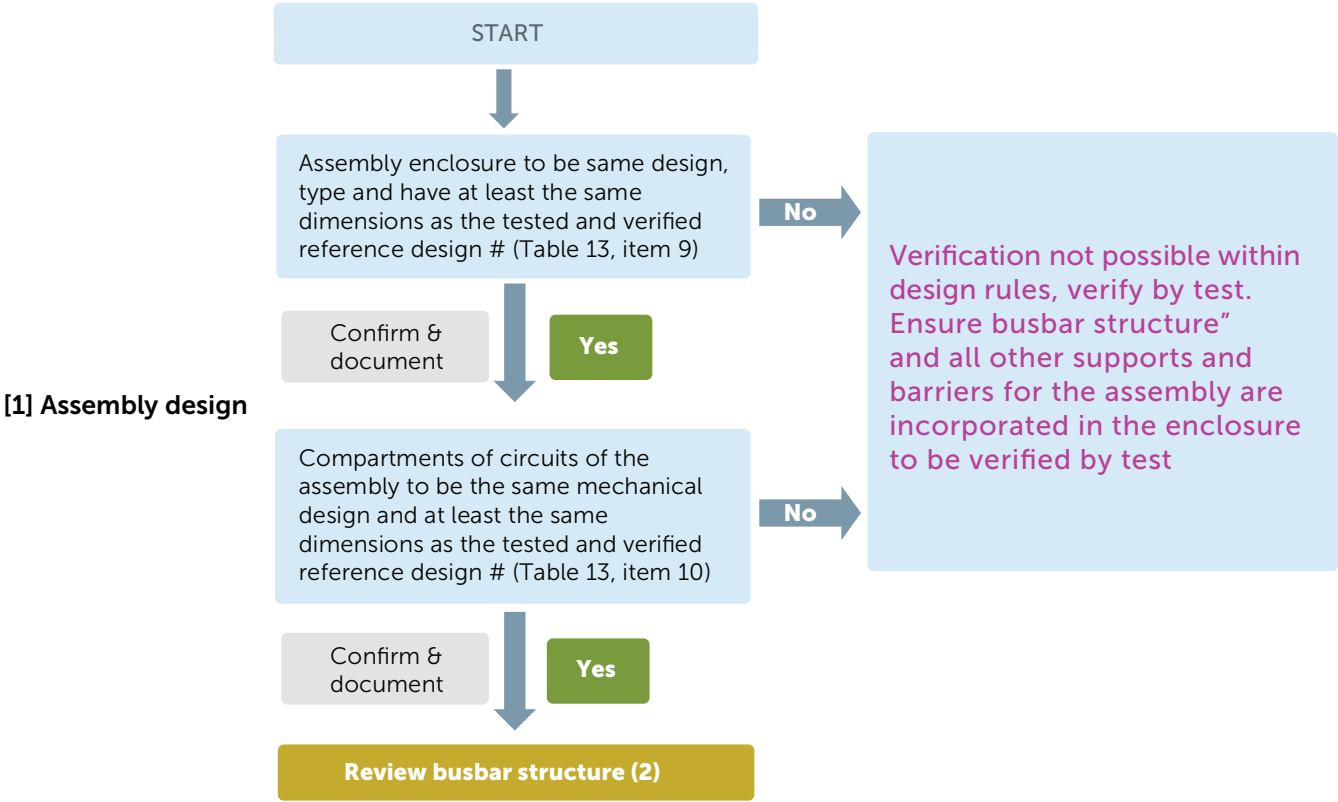 START
Assembly enclosure to be same design,
type and have at least the same
dimensions as the tested and verified
reference design # (Table 13, item 9)
No
Verification not possible within
design rules, verify by test.
Ensure busbar structure”
and all other supports and
barriers for the assembly are
incorporated in the enclosure
to be verified by test
Confirm &
document
Yes
[1] Assembly design
Compartments of circuits of the
assembly to be the same mechanical
design and at least the same
dimensions as the tested and verified
reference design # (Table 13, item 10)
No
Confirm &
document
Yes
Review busbar structure (2)